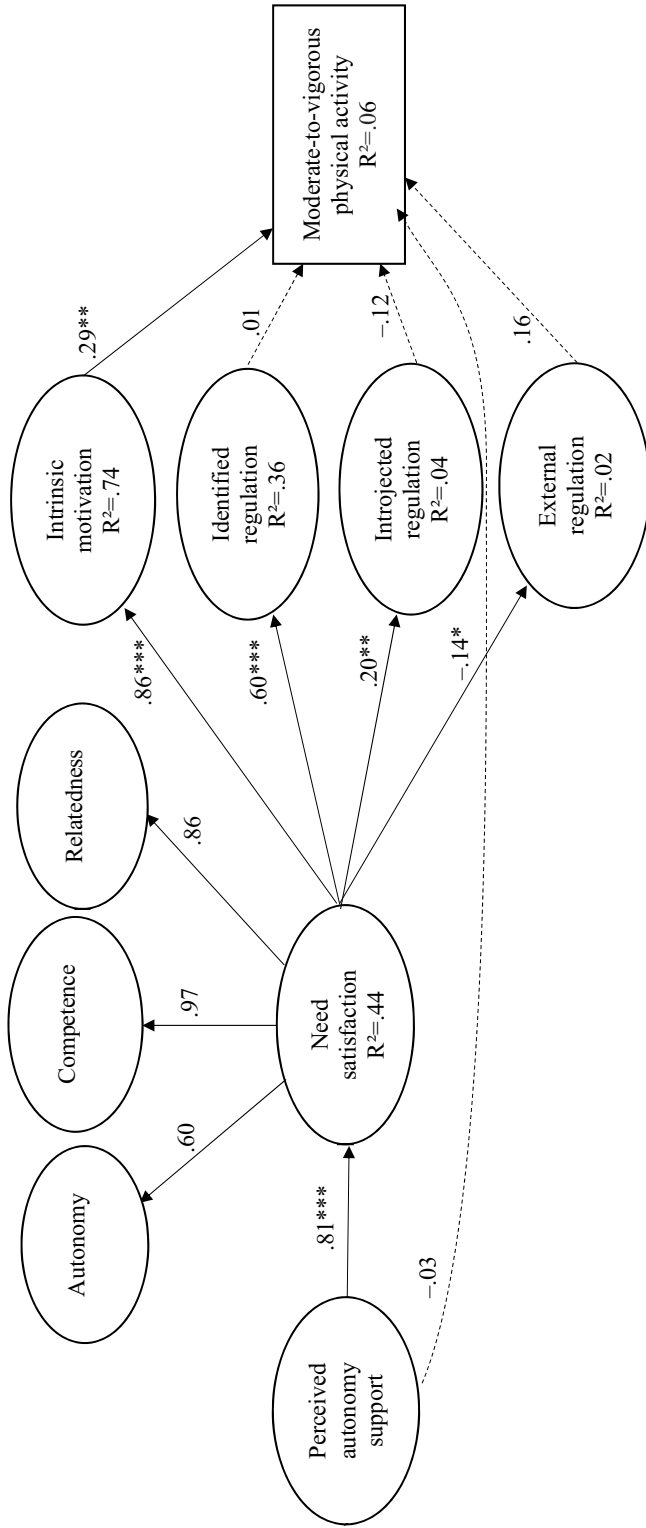 Autonomy
Competence
Relatedness
.60
.97
.86
Perceived
autonomy
support
.81***
Need
satisfaction
R²=.44
.86***
.60***
.20**
−.14*
−.03
Intrinsic
motivation
R²=.74
Identified
regulation
R²=.36
Introjected
regulation
R²=.04
External
regulation
R²=.02
.29**
.01
−.12
.16
Moderate-to-vigorous
physical activity
R²=.06